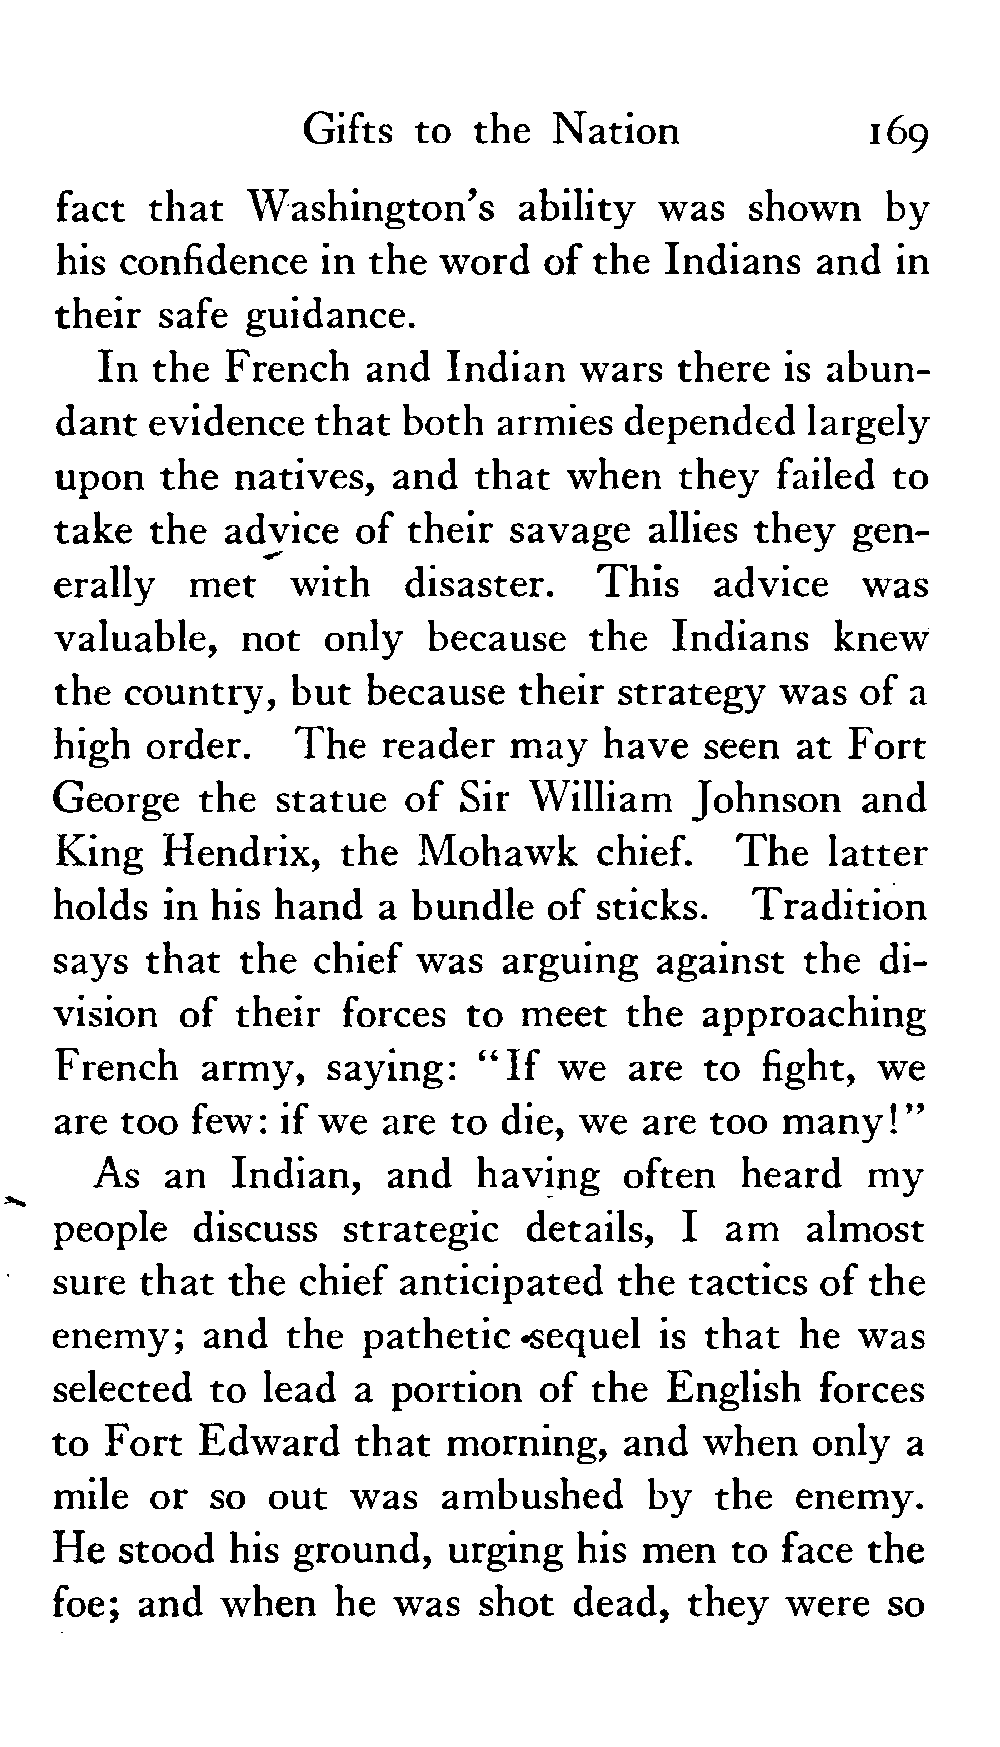 Gifts to the Nation 169
fact that Washington's ability was shown by
his confidence in the word of the Indians and in
their safe guidance.
In the French and Indian wars there is abun-
dant evidence that both armies depended largely
upon the natives, and that when they failed to
take the advice of their savage allies they gen-
erally met with disaster. This advice was
valuable, not only because the Indians knew
the country, but because their strategy was of a
high order. The reader may have seen at Fort
George the statue of Sir William Johnson and
King Hendrix, the Mohawk chief. The latter
holds in his hand a bundle of sticks. Tradition
says that the chief was arguing against the di-
vision of their forces to meet the approaching
French army, saying: "If we are to fight, we
are too few: if we are to die, we are too many!"
As an Indian, and having often heard my
people discuss strategic details, I am almost
sure that the chief anticipated the tactics of the
enemy; and the pathetic sequel is that he was
selected to lead a portion of the English forces
to Fort Edward that morning, and when only a
mile or so out was ambushed by the enemy.
He stood his ground, urging his men to face the
foe; and when he was shot dead, they were so